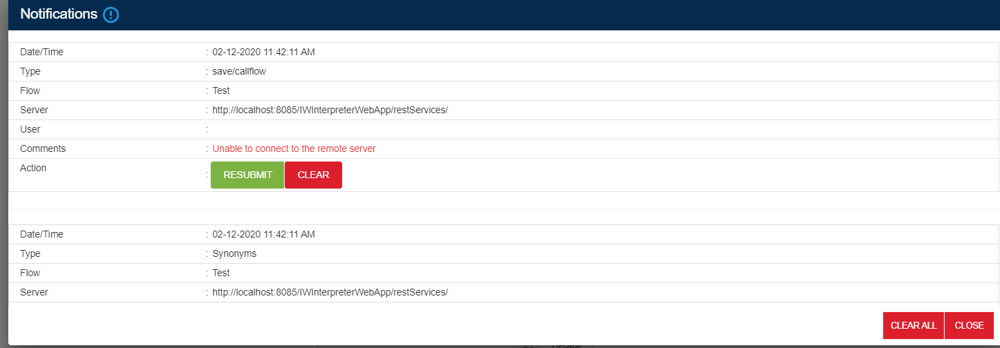 Notifications
Date/Time : 02-12-2020 11:42:11 AM
Type : save/callflow
Flow : Test
Server : http://localhost:8085/IWInterpreterWebApp/restServices/
User :
Comments : Unable to connect to the remote server
Action : RESUBMIT CLEAR
Date/Time : 02-12-2020 11:42:11 AM
Type : Synonyms
Flow : Test
Server : http://localhost:8085/IWInterpreterWebApp/restServices/
CLEAR ALL CLOSE
Default